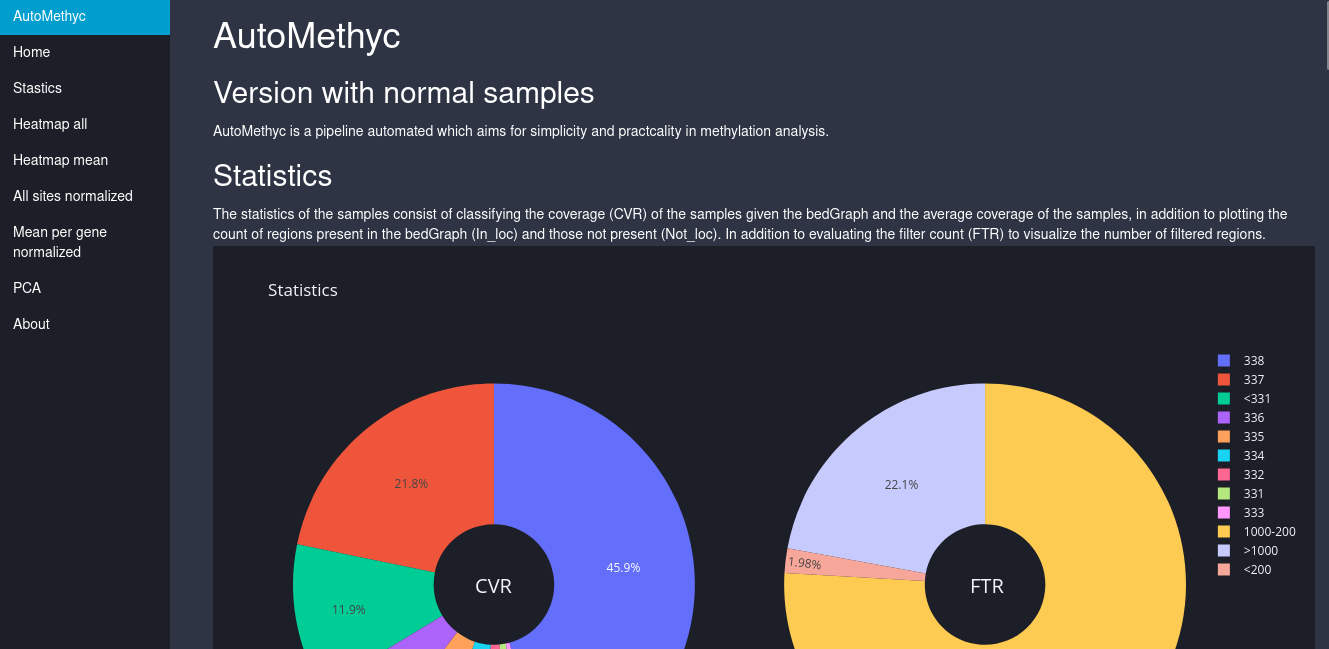 AutoMethyc
Home
Stastics
Heatmap all
Heatmap mean
All sites normalized
Mean per gene
normalized
PCA
About
AutoMethyc
Version with normal samples
AutoMethyc is a pipeline automated which aims for simplicity and practcality in methylation analysis.
Statistics
The statistics of the samples consist of classifying the coverage (CVR) of the samples given the bedGraph and the average coverage of the samples, in addition to plotting the
count of regions present in the bedGraph (In_loc) and those not present (Not_loc). In addition to evaluating the filter count (FTR) to visualize the number of filtered regions.
Statistics
21.8%
45.9%
11.9%
CVR
22.1%
1.98%
FTR
338
337
<331
336
335
334
332
331
333
1000-200
>1000
<200